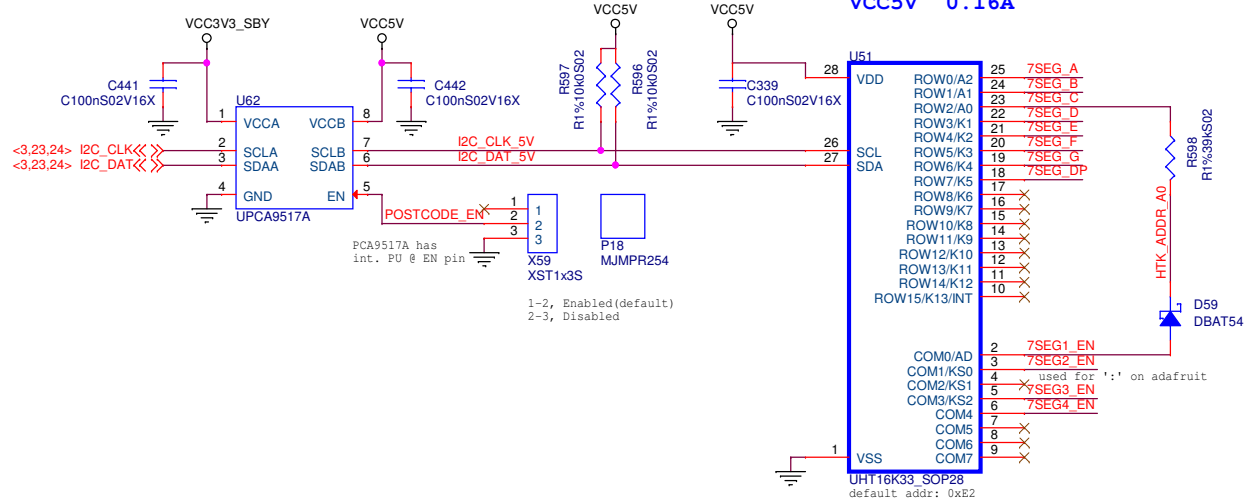 VCC5V 0.16A
VCC3V3_SBY
VCC5V
VCC5V
VCC5V
C441
C100nS02V16X
C442
C100nS02V16X
R597
R1%10k0S02
R596
R1%10k0S02
C339
C100nS02V16X
U62
1 VCCA
VCCB 8
<3,23,24> I2C_CLK
2 SCLA
SCLB 7
I2C_CLK_5V
<3,23,24> I2C_DAT
3 SDAA
SDAB 6
I2C_DAT_5V
4 GND
EN 5
UPCA9517A
POSTCODE_EN
PCA9517A has
int. PU @ EN pin
1 1
2 2
3 3
X59
XST1x3S
P18
MJMPR254
1-2, Enabled(default)
2-3, Disabled
U51
28 VDD
26 SCL
27 SDA
1 VSS
ROW0/A2 25 7SEG_A
ROW1/A1 24 7SEG_B
ROW2/A0 23 7SEG_C
ROW3/K1 22 7SEG_D
ROW4/K2 21 7SEG_E
ROW5/K3 20 7SEG_F
ROW6/K4 19 7SEG_G
ROW7/K5 18 7SEG_DP
ROW8/K6 17
ROW9/K7 16
ROW10/K8 15
ROW11/K9 14
ROW12/K10 13
ROW13/K11 12
ROW14/K12 11
ROW15/K13/INT 10
COM0/AD 2 7SEG1_EN
COM1/KS0 3 7SEG2_EN
COM2/KS1 4 used for ':' on adafruit
COM3/KS2 5 7SEG3_EN
COM4 6 7SEG4_EN
COM5 7
COM6 8
COM7 9
UHT16K33_SOP28
default addr: 0xE2
R598
R1%39kS02
HTK_ADDR_A0
D59
DBAT54